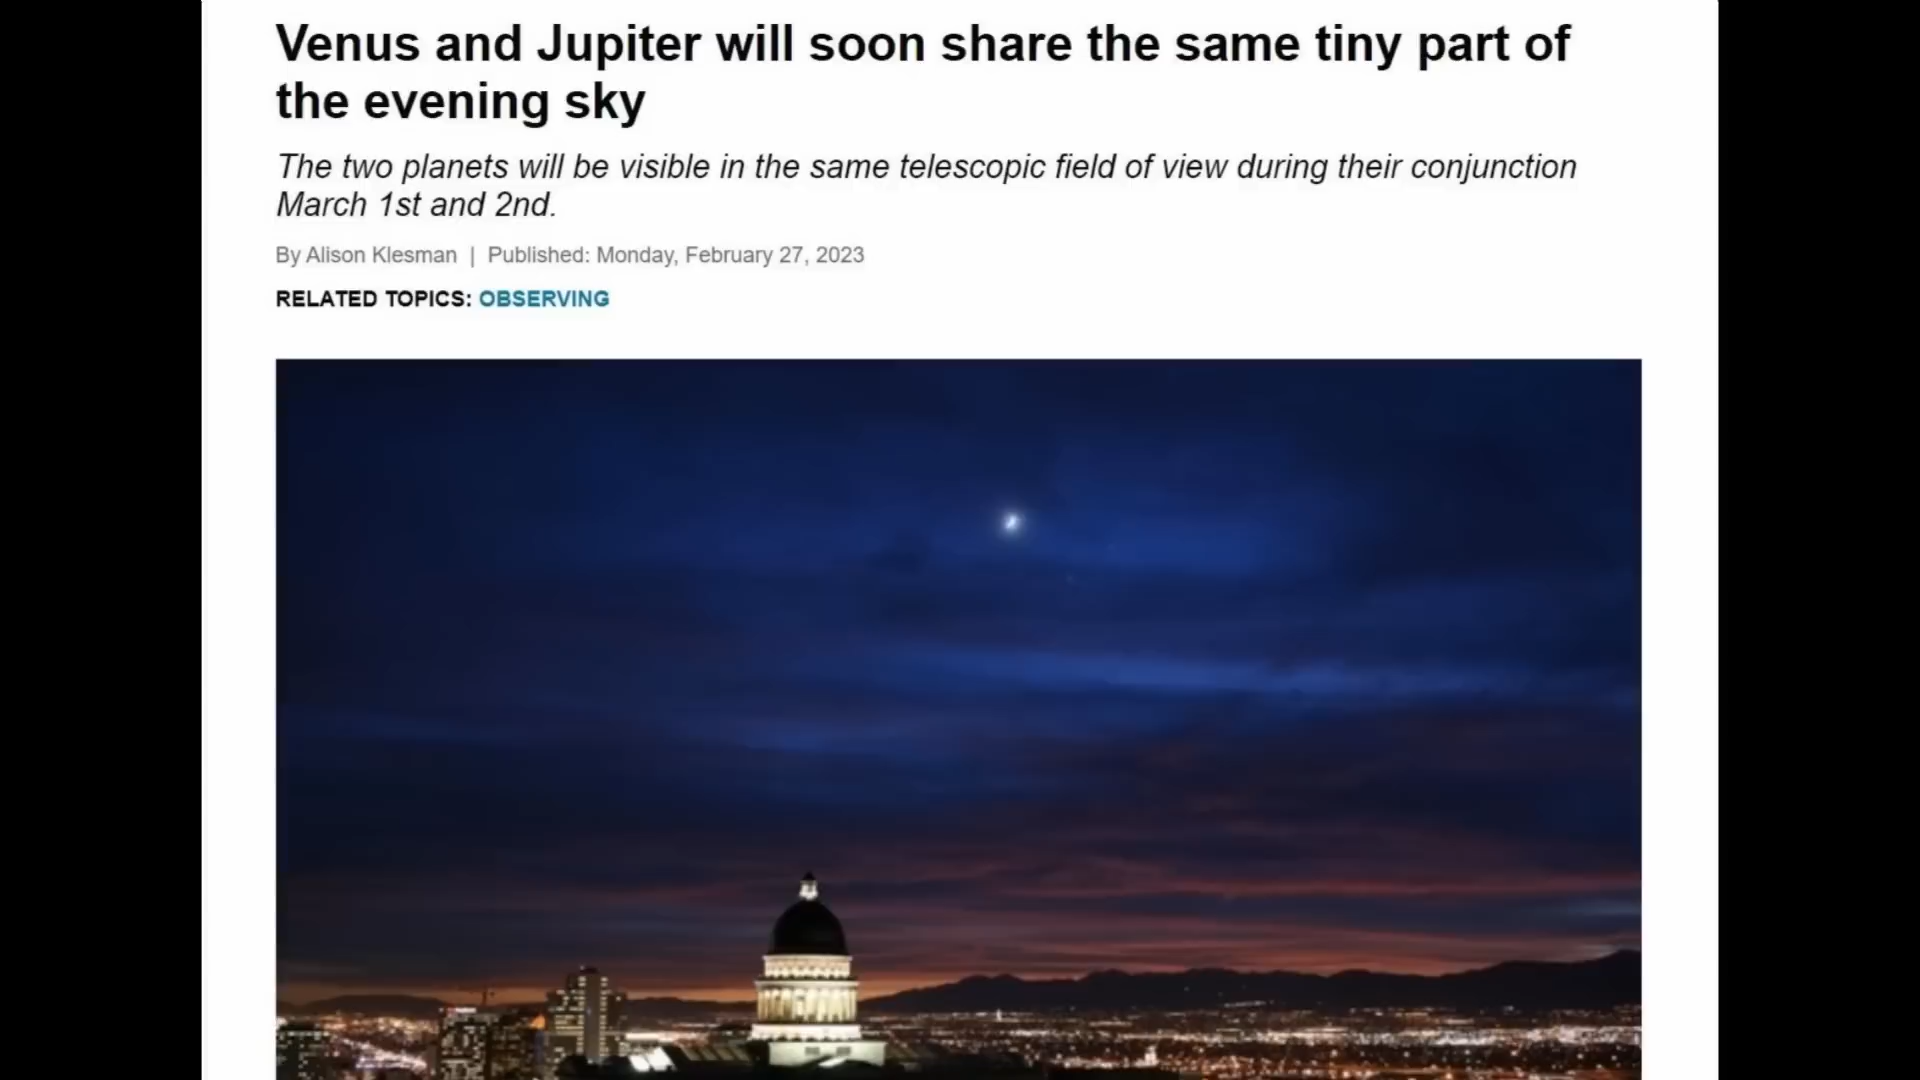 Venus and Jupiter will soon share the same tiny part of
the evening sky
The two planets will be visible in the same telescopic field of view during their conjunction
March 1st and 2nd.
By Alison Klesman | Published: Monday, February 27, 2023
RELATED TOPICS: OBSERVING